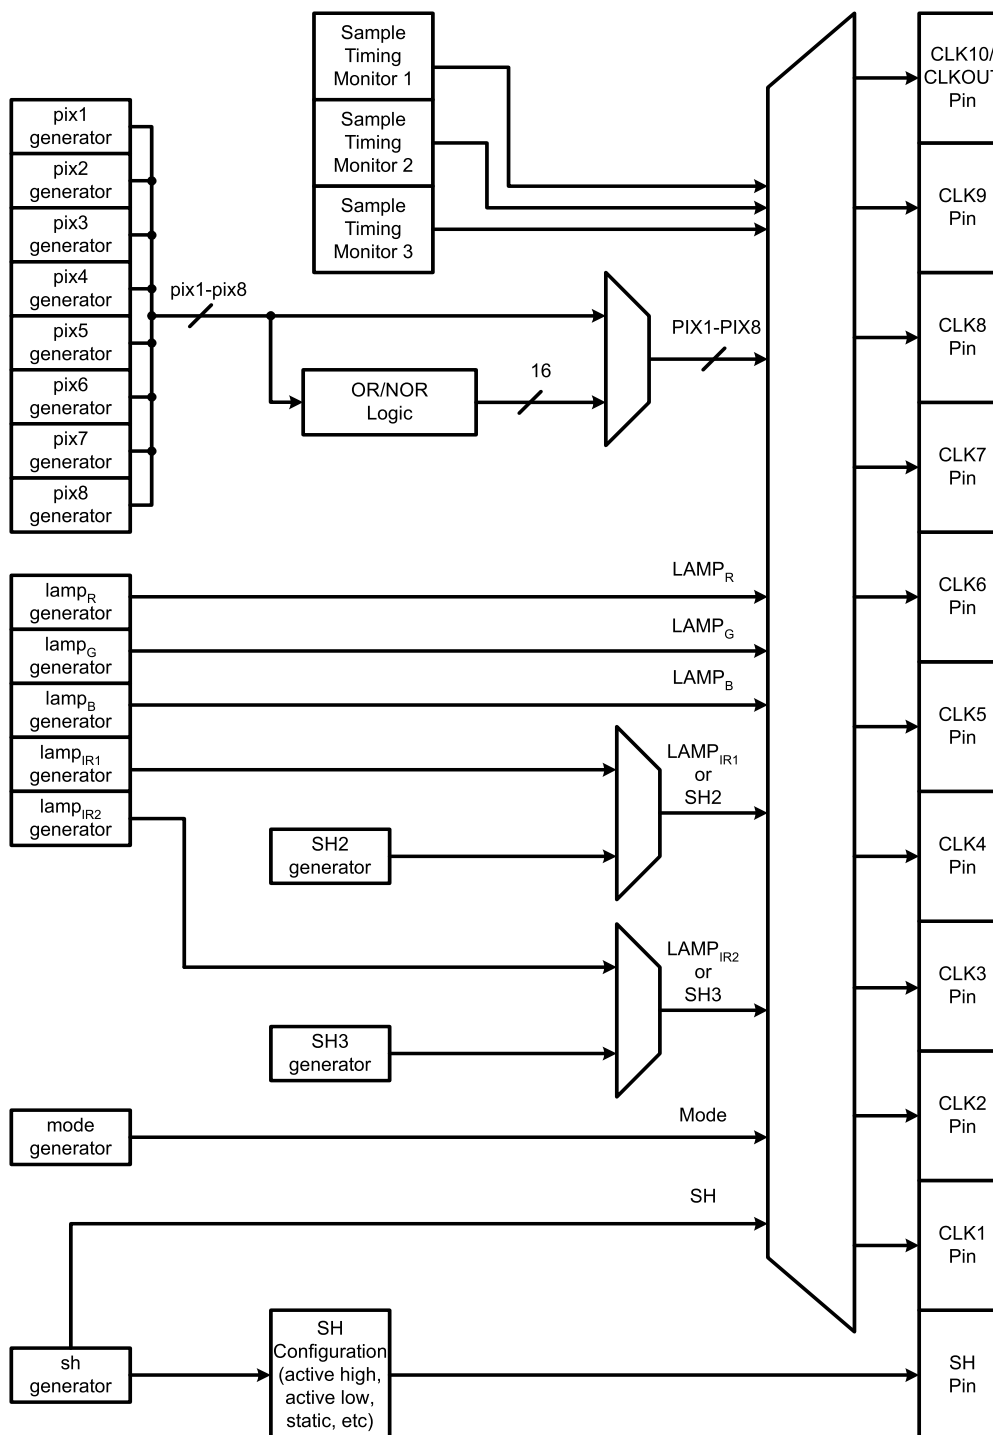 Sample
Timing
Monitor 1
Sample
Timing
Monitor 2
Sample
Timing
Monitor 3
pix1
generator
pix2
generator
pix3
generator
pix4
generator
pix5
generator
pix6
generator
pix7
generator
pix8
generator
pix1-pix8
OR/NOR
Logic
16
PIX1-PIX8
lampR
generator
lampG
generator
lampB
generator
lampIR1
generator
lampIR2
generator
LAMPR
LAMPG
LAMPB
SH2
generator
LAMPIR1
or
SH2
SH3
generator
LAMPIR2
or
SH3
mode
generator
Mode
SH
sh
generator
SH
Configuration
(active high,
active low,
static, etc)
CLK10/
CLKOUT
Pin
CLK9
Pin
CLK8
Pin
CLK7
Pin
CLK6
Pin
CLK5
Pin
CLK4
Pin
CLK3
Pin
CLK2
Pin
CLK1
Pin
SH
Pin